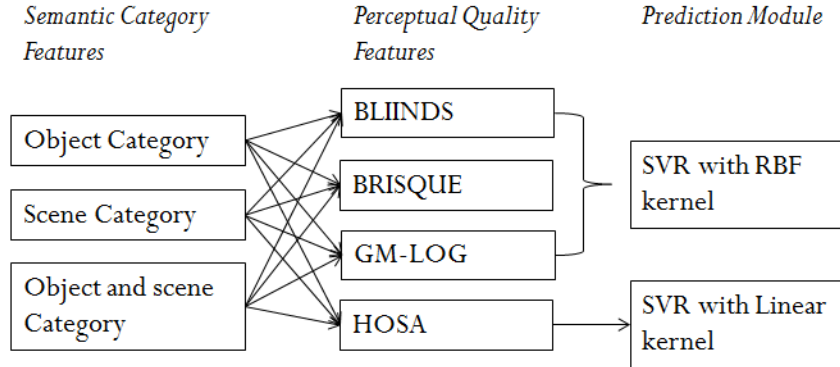 Semantic Category
Features
Perceptual Quality
Features
Prediction Module
Object Category
Scene Category
Object and scene
Category
BLIINDS
BRISQUE
GM-LOG
HOSA
SVR with RBF
kernel
SVR with Linear
kernel